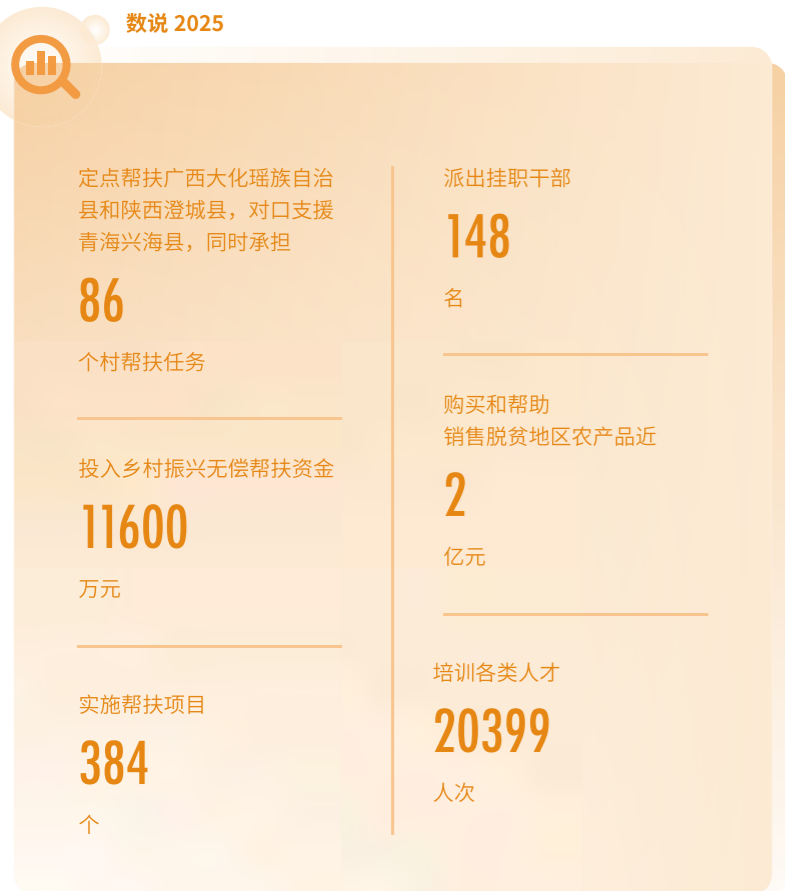 数说 2025
定点帮扶广西大化瑶族自治
县和陕西澄城县，对口支援
青海兴海县，同时承担
86
个村帮扶任务
投入乡村振兴无偿帮扶资金
11600
万元
实施帮扶项目
384
个
派出挂职干部
148
名
购买和帮助
销售脱贫地区农产品近
2
亿元
培训各类人才
20399
人次